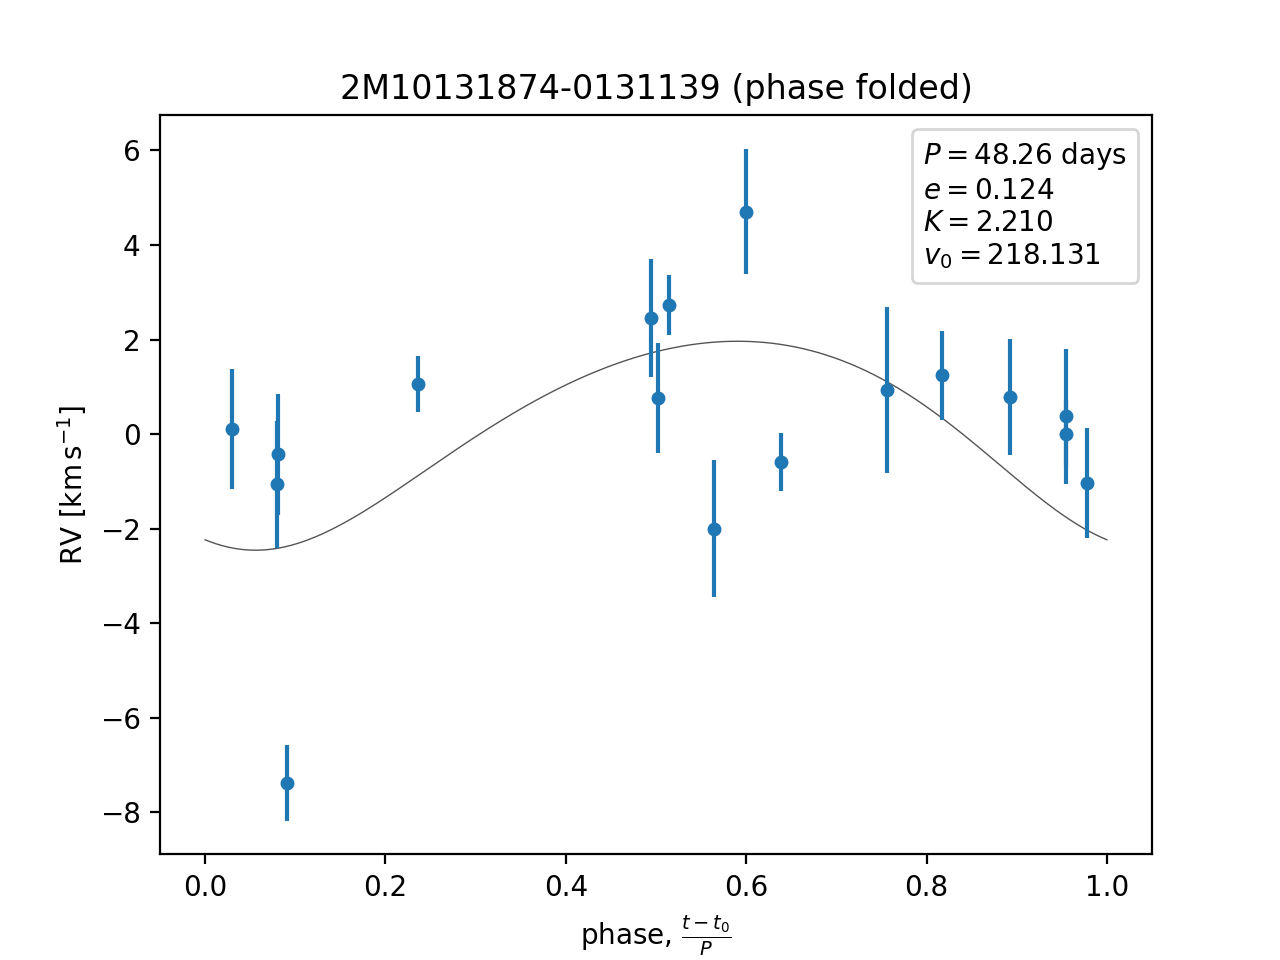 2M10131874-0131139 (phase folded)
P = 48.26 days
e = 0.124
K = 2.210
v₀ = 218.131
6
4
2
0
−2
−4
−6
−8
RV [km s⁻¹]
0.0 0.2 0.4 0.6 0.8 1.0
phase, (t − t₀)/P